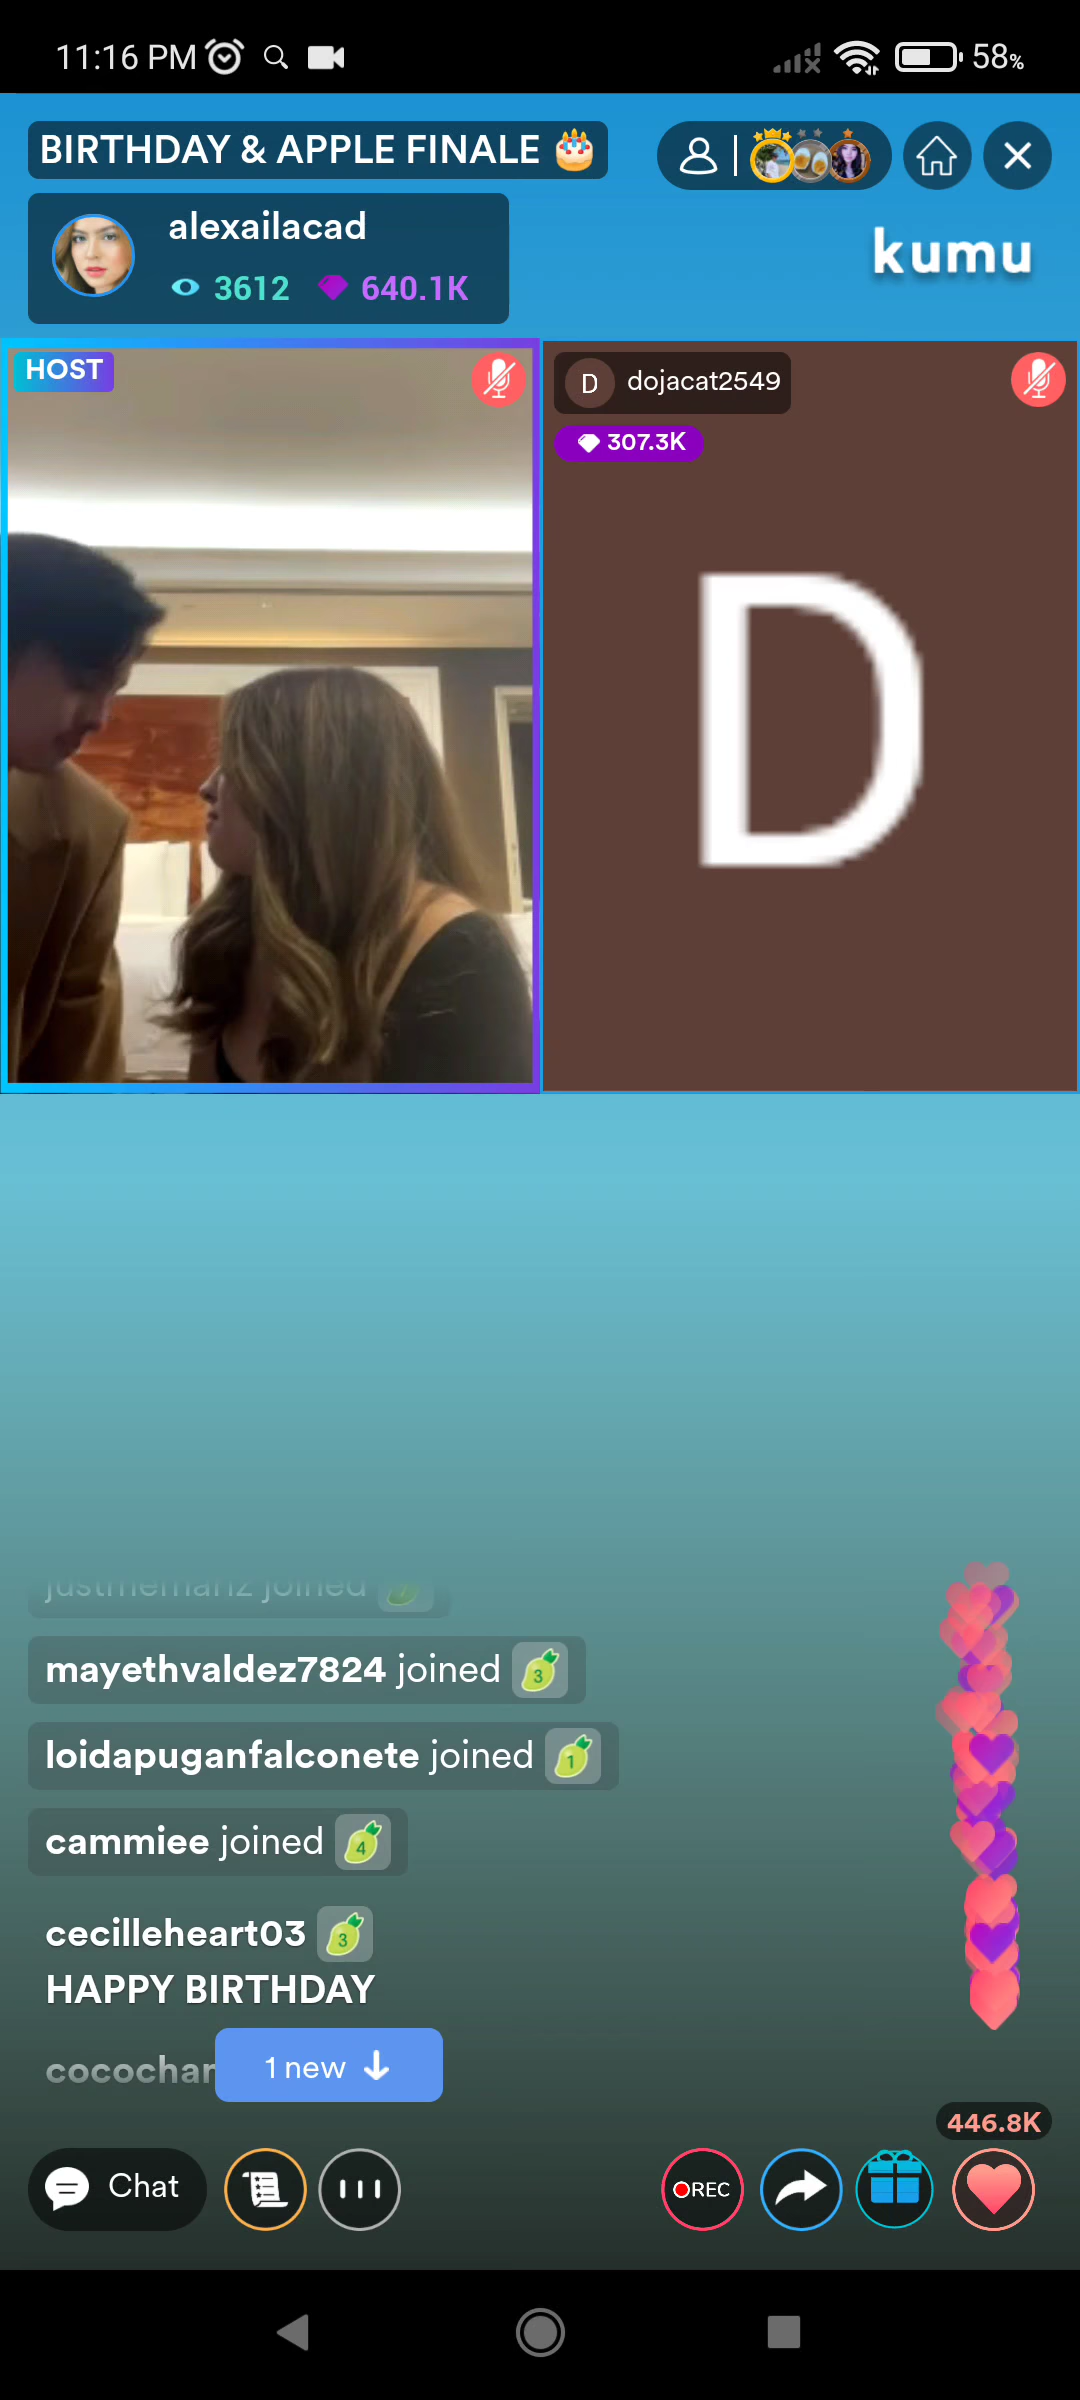 11:16 PM
58%
BIRTHDAY & APPLE FINALE 🎂
alexailacad
3612 640.1K
kumu
HOST
D dojacat2549
307.3K
D
joined
mayethvaldez7824 joined 3
loidapuganfalconete joined 1
cammiee joined 4
cecilleheart03 3
HAPPY BIRTHDAY
1 new
446.8K
Chat
REC